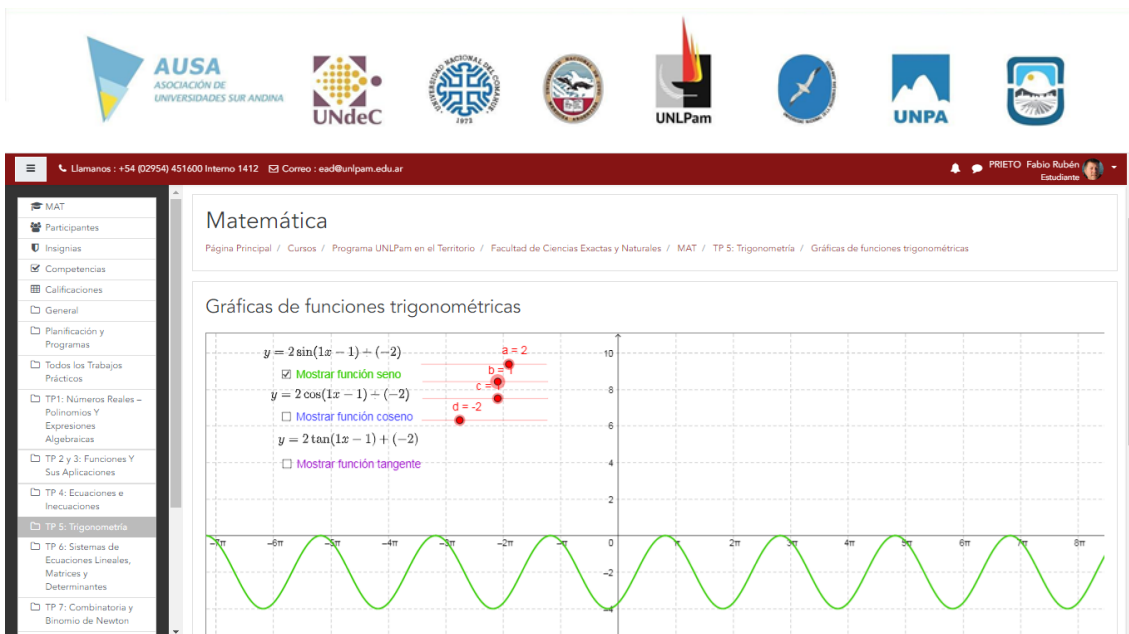 AUSA
ASOCIACIÓN DE
UNIVERSIDADES SUR ANDINA
UNdeC
1972
UNLPam
UNPA
Llamanos : +54 (02954) 451600 Interno 1412 Correo : ead@unlpam.edu.ar
PRIETO Fabio Rubén
Estudiante
MAT
Participantes
Insignias
Competencias
Calificaciones
General
Planificación y
Programas
Todos los Trabajos
Prácticos
TP1: Números Reales –
Polinomios Y
Expresiones
Algebraicas
TP 2 y 3: Funciones Y
Sus Aplicaciones
TP 4: Ecuaciones e
Inecuaciones
TP 5: Trigonometría
TP 6: Sistemas de
Ecuaciones Lineales,
Matrices y
Determinantes
TP 7: Combinatoria y
Binomio de Newton
Matemática
Página Principal / Cursos / Programa UNLPam en el Territorio / Facultad de Ciencias Exactas y Naturales / MAT / TP 5: Trigonometría / Gráficas de funciones trigonométricas
Gráficas de funciones trigonométricas
y = 2 sin(1x − 1) + (−2)
Mostrar función seno
y = 2 cos(1x − 1) + (−2)
Mostrar función coseno
y = 2 tan(1x − 1) + (−2)
Mostrar función tangente
a = 2
b = 1
c = 1
d = -2
10
8
6
4
2
0
−2
−4
−7π −6π −5π −4π −3π −2π −π π 2π 3π 4π 5π 6π 7π 8π